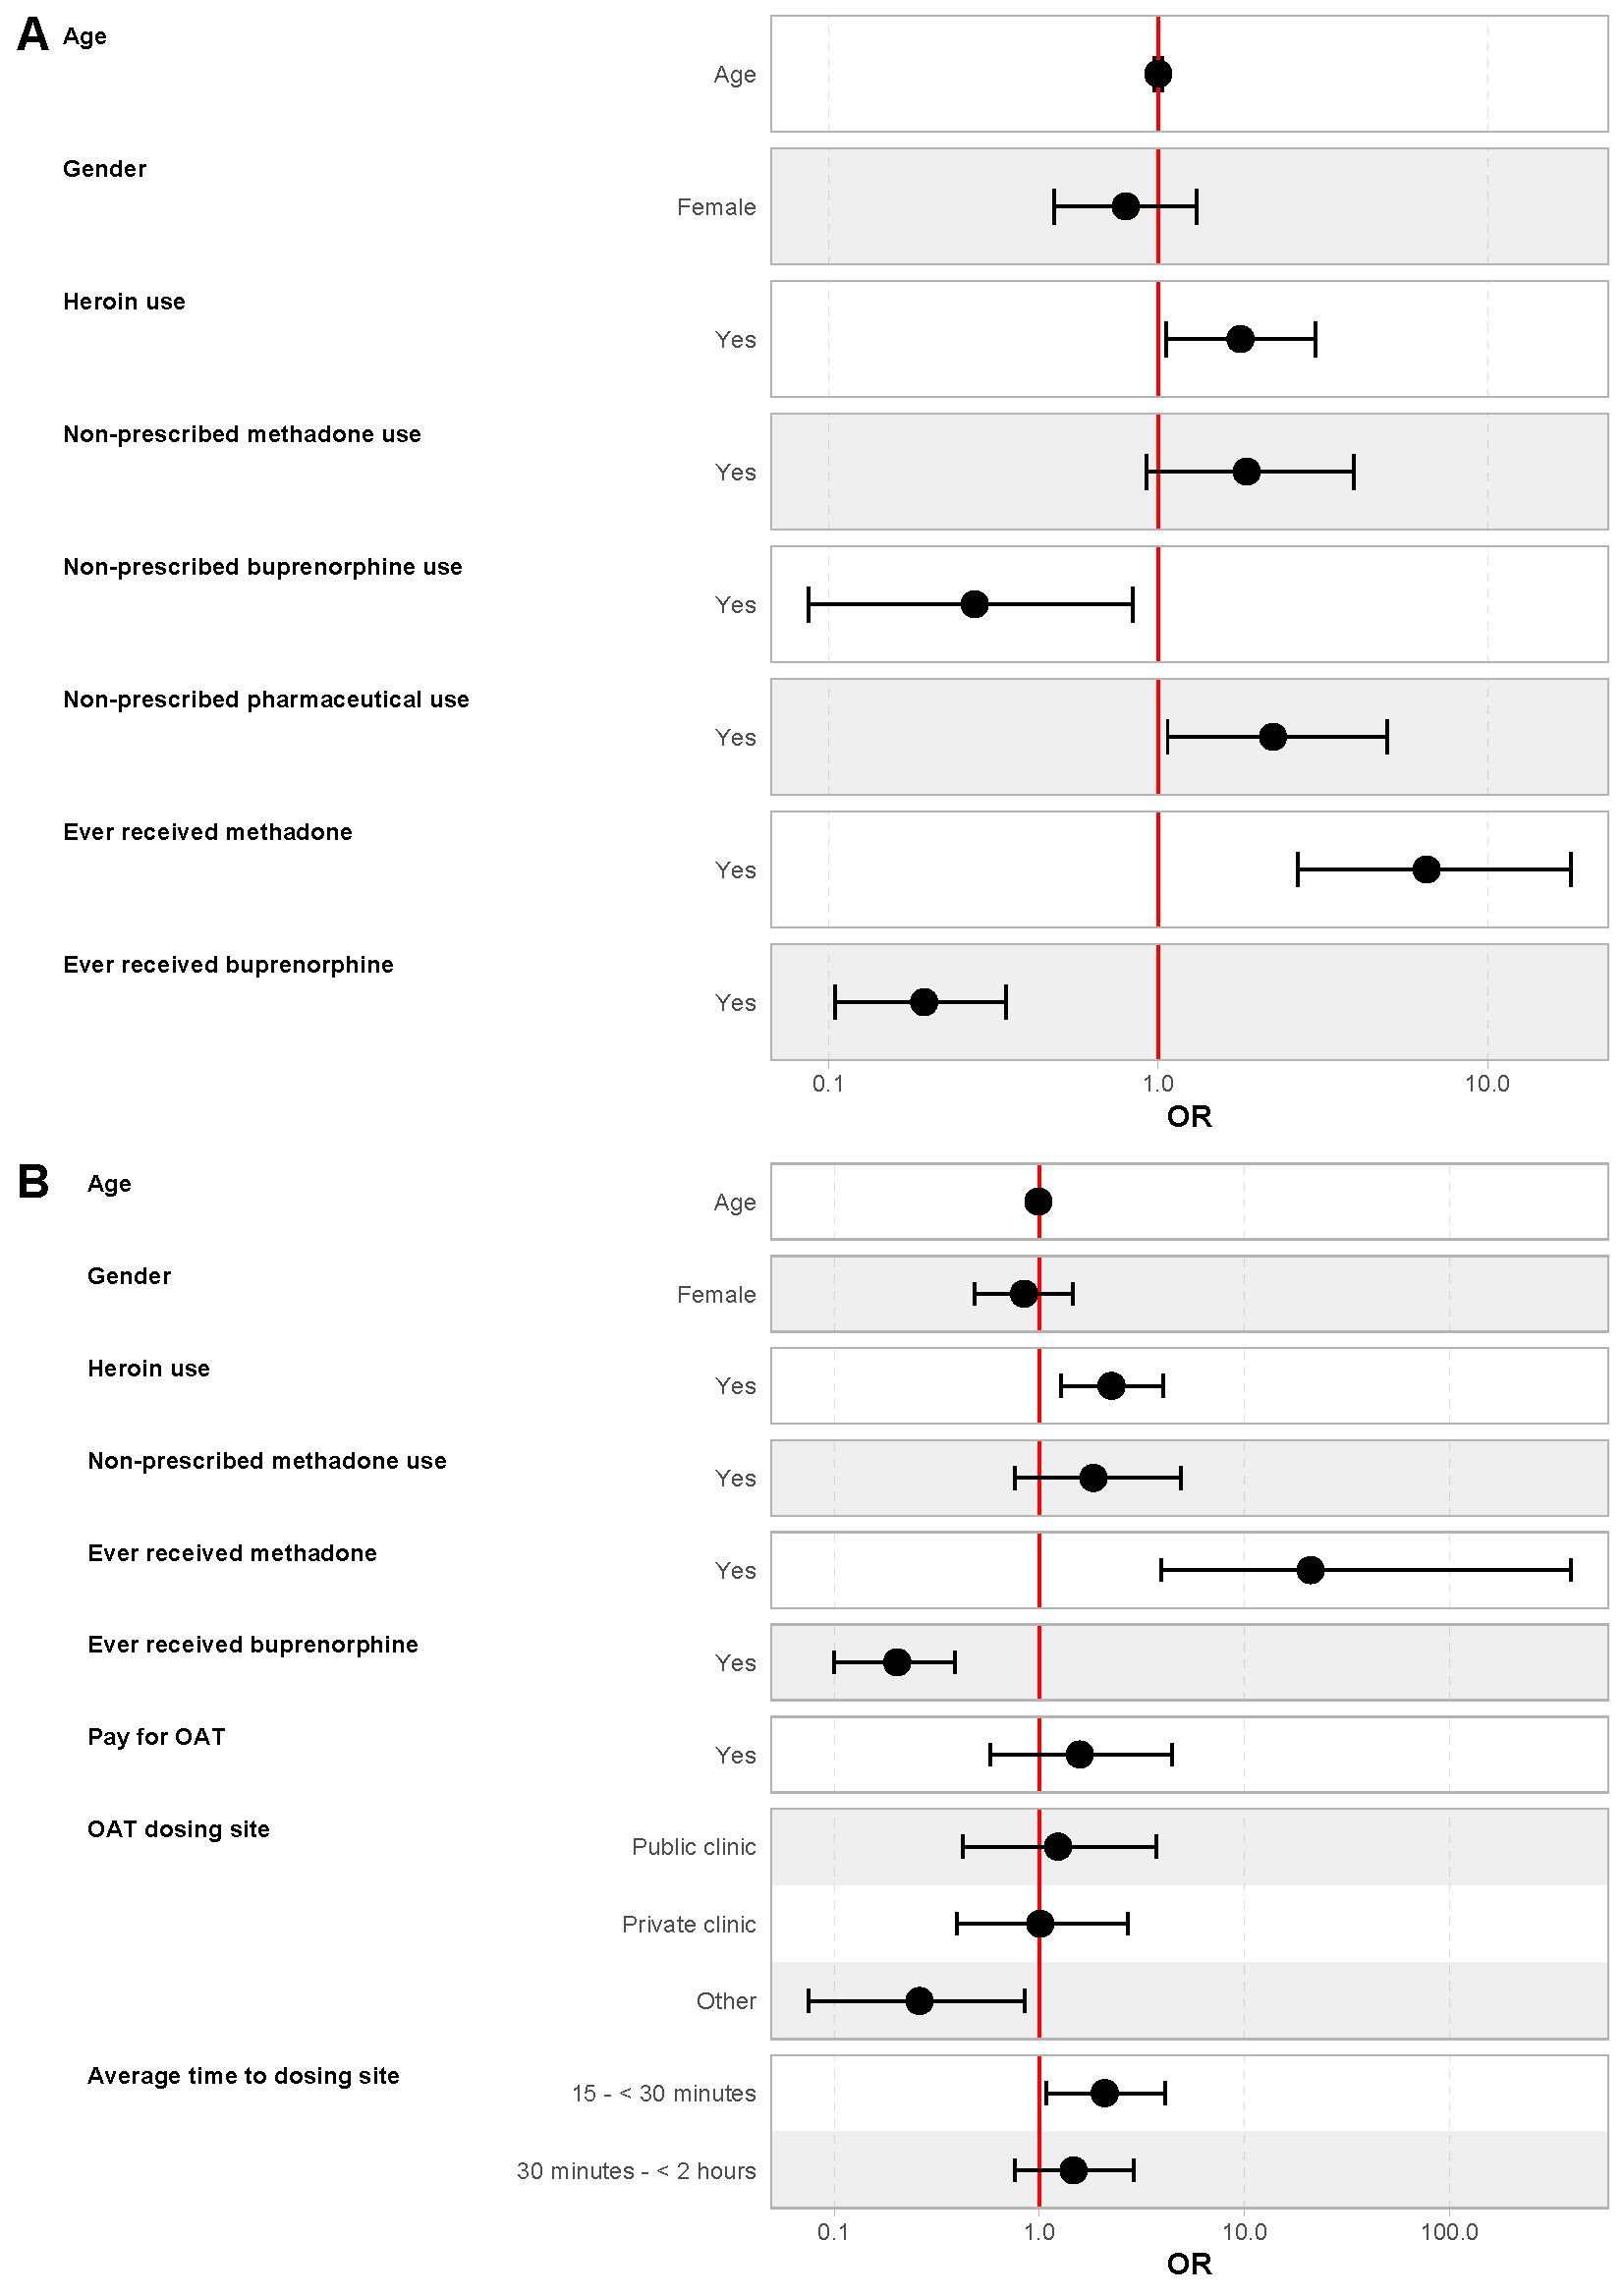 A Age
Age
Gender
Female
Heroin use
Yes
Non-prescribed methadone use
Yes
Non-prescribed buprenorphine use
Yes
Non-prescribed pharmaceutical use
Yes
Ever received methadone
Yes
Ever received buprenorphine
Yes
0.1 1.0 10.0
OR
B Age
Age
Gender
Female
Heroin use
Yes
Non-prescribed methadone use
Yes
Ever received methadone
Yes
Ever received buprenorphine
Yes
Pay for OAT
Yes
OAT dosing site
Public clinic
Private clinic
Other
Average time to dosing site
15 - < 30 minutes
30 minutes - < 2 hours
0.1 1.0 10.0 100.0
OR